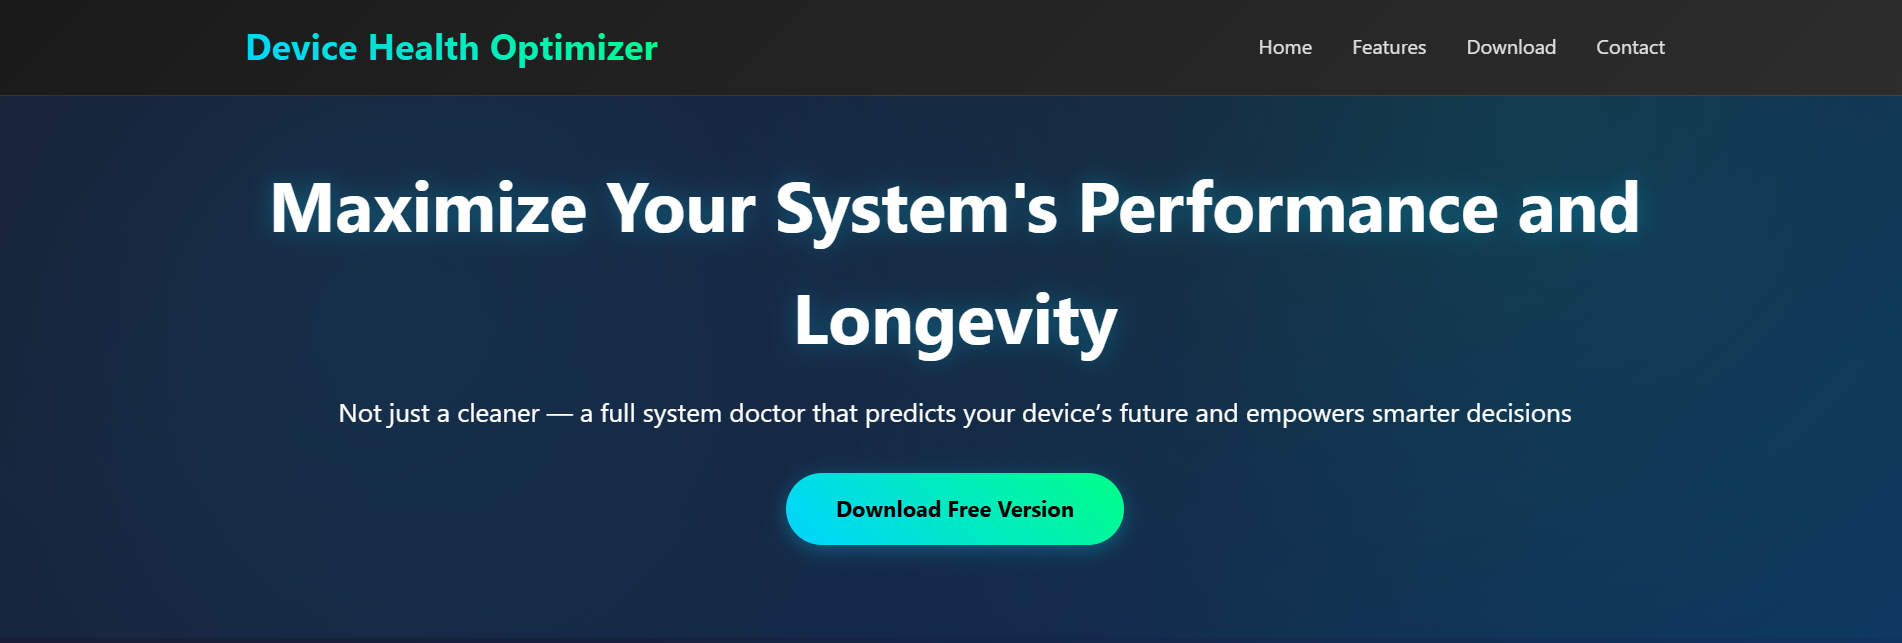 Device Health Optimizer
Home Features Download Contact
Maximize Your System's Performance and
Longevity
Not just a cleaner — a full system doctor that predicts your device’s future and empowers smarter decisions
Download Free Version